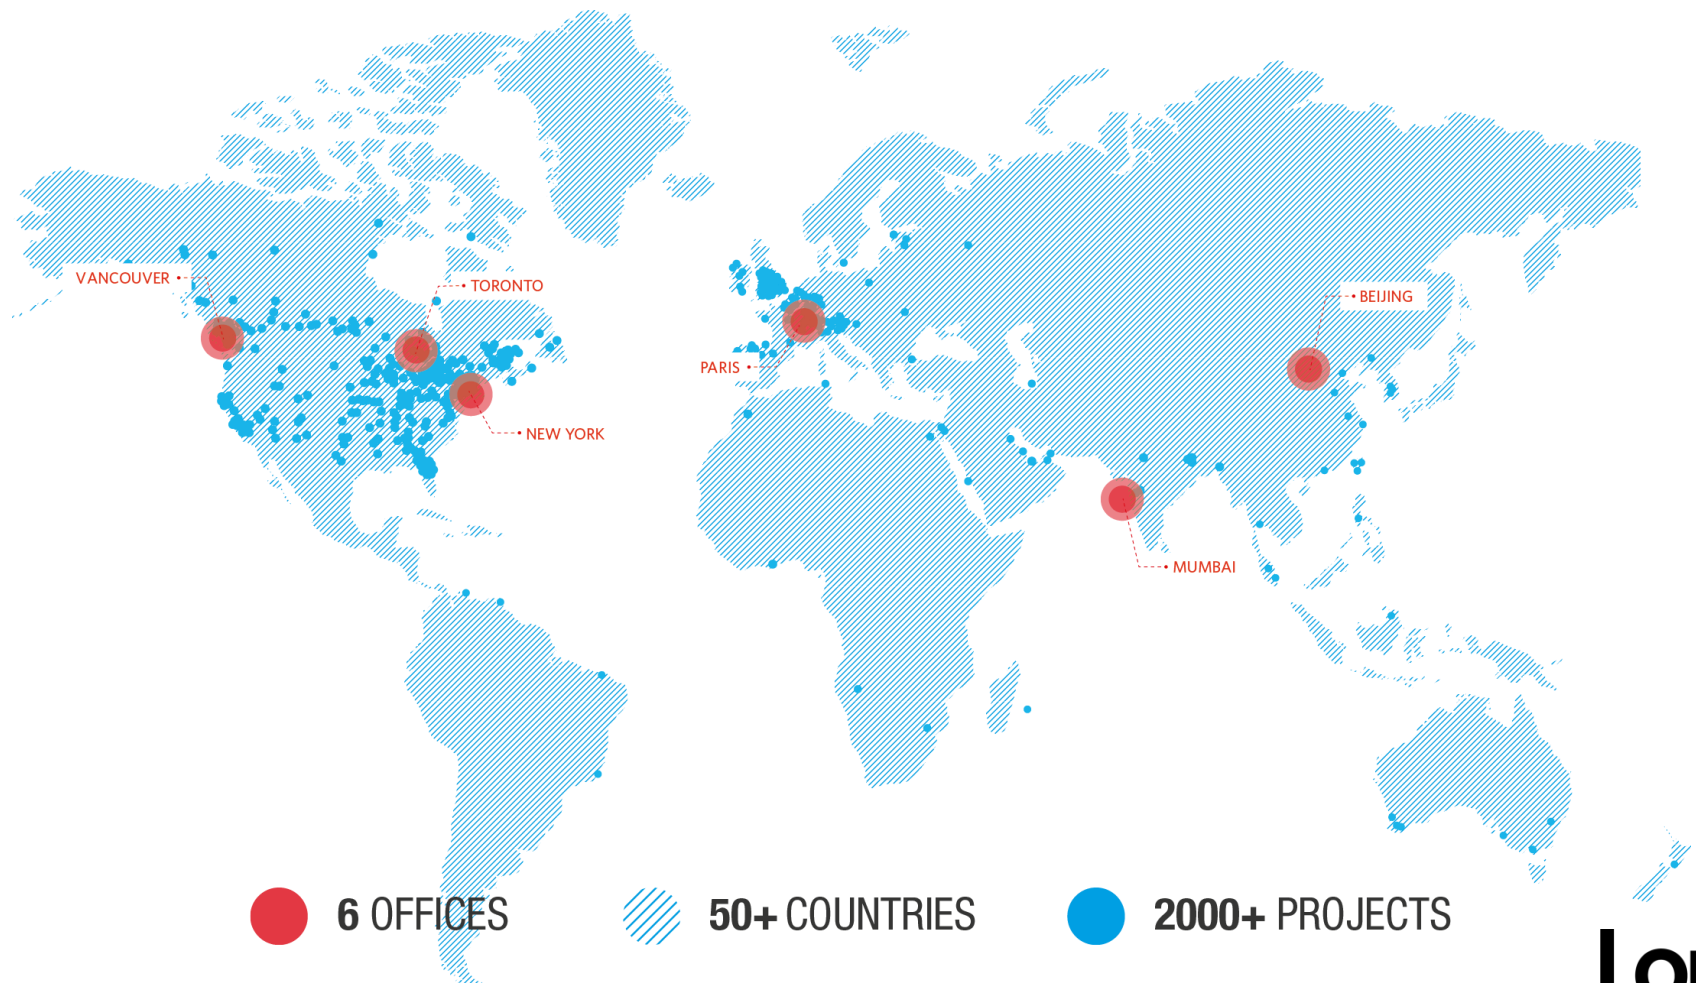 VANCOUVER
TORONTO
BEIJING
PARIS
NEW YORK
MUMBAI
6 OFFICES
50+ COUNTRIES
2000+ PROJECTS